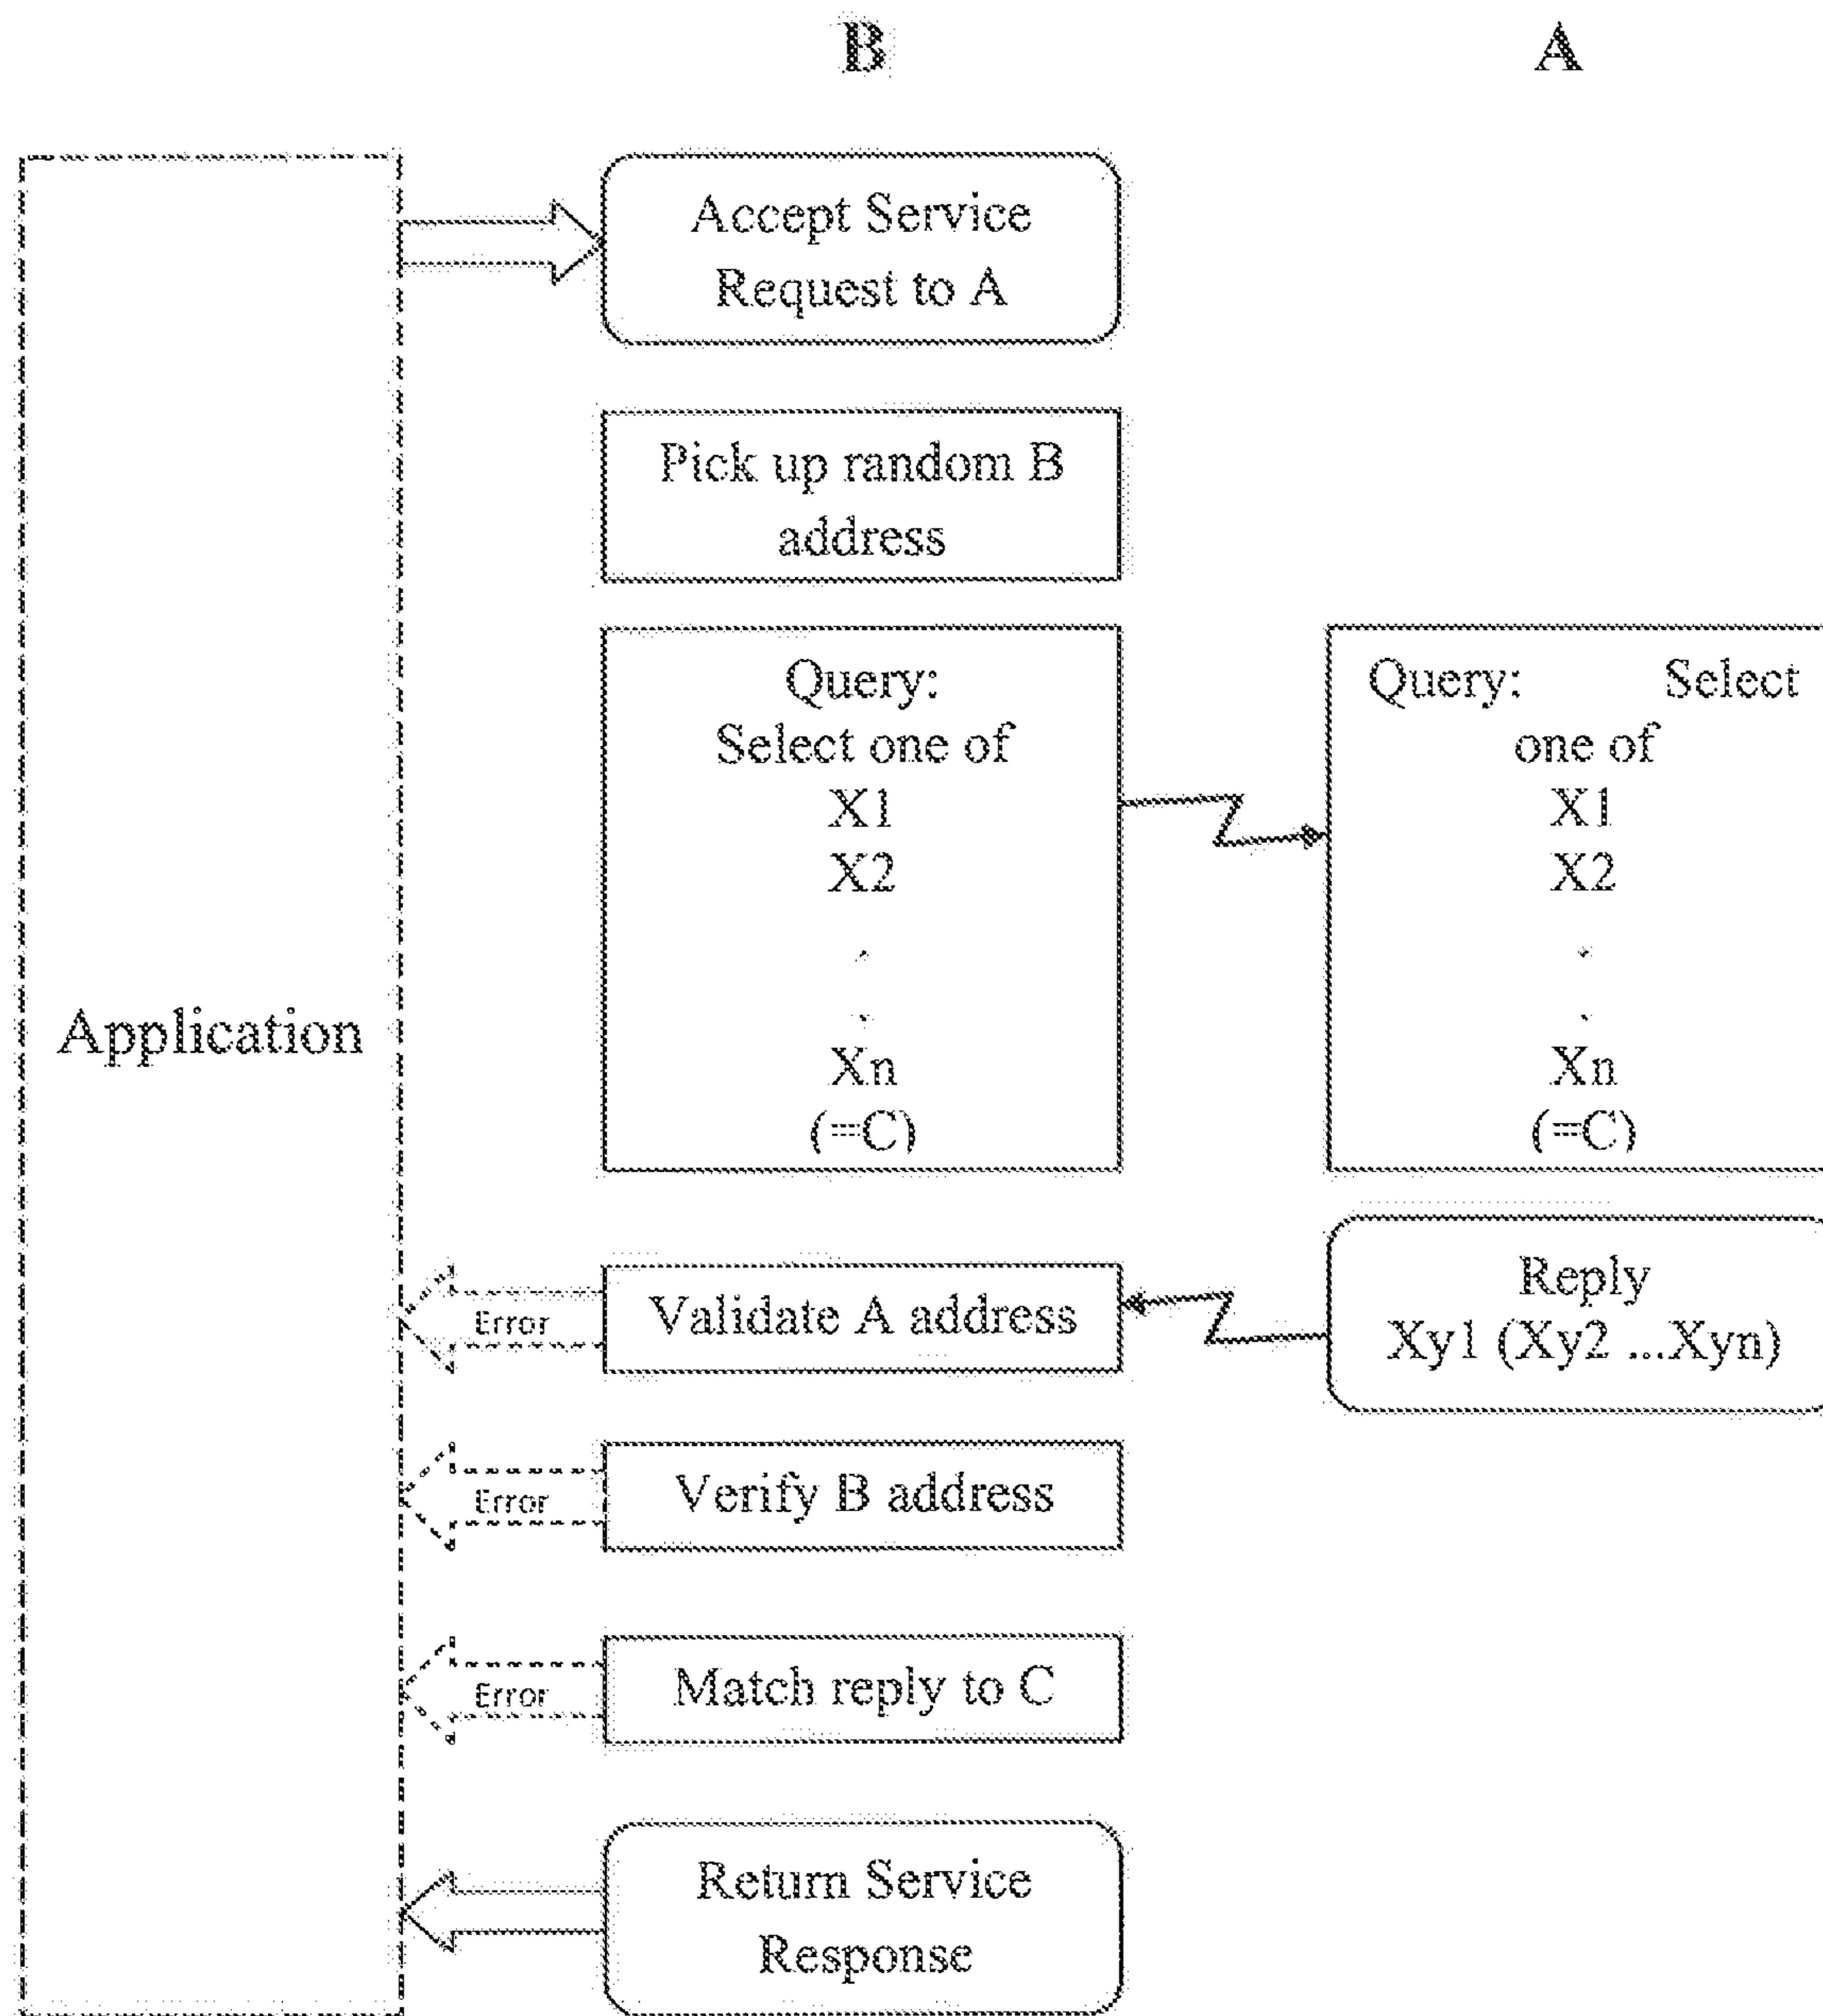 B
A
Accept Service
Request to A
Pick up random B
address
Query:
Select one of
X1
X2
.
.
Xn
(=C)
Query: Select
one of
X1
X2
.
.
Xn
(=C)
Application
Error
Validate A address
Reply
Xy1 (Xy2 ...Xyn)
Error
Verify B address
Error
Match reply to C
Return Service
Response